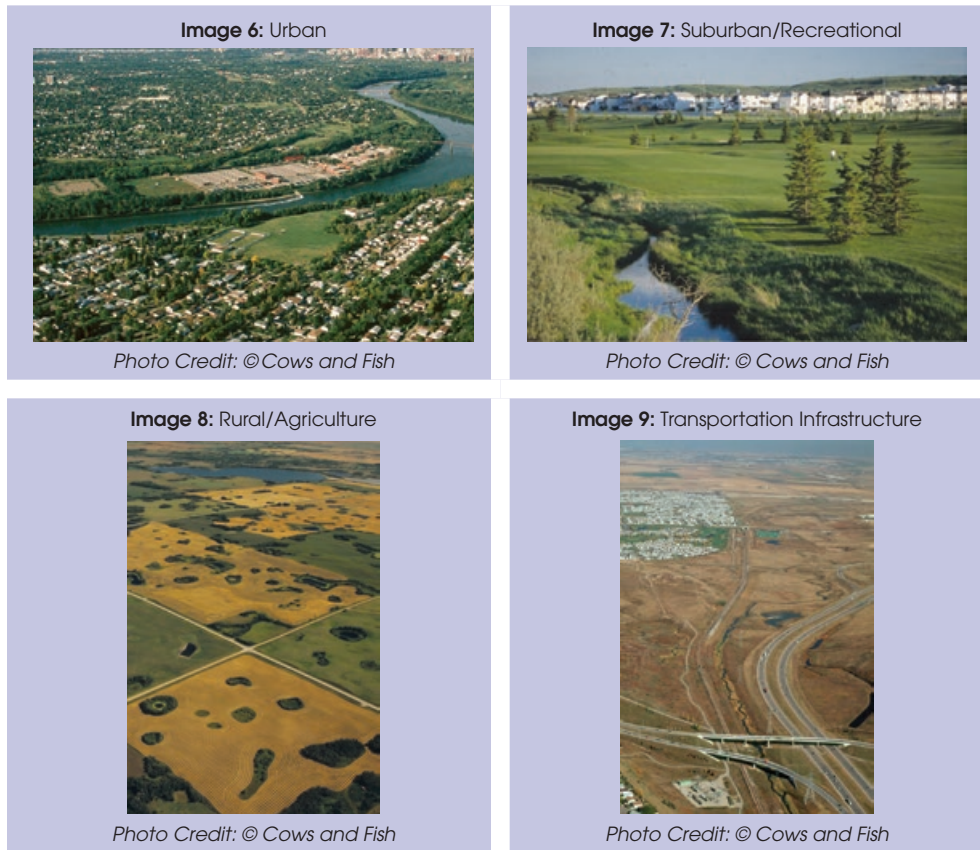 Image 6: Urban
Photo Credit: © Cows and Fish
Image 7: Suburban/Recreational
Photo Credit: © Cows and Fish
Image 8: Rural/Agriculture
Photo Credit: © Cows and Fish
Image 9: Transportation Infrastructure
Photo Credit: © Cows and Fish